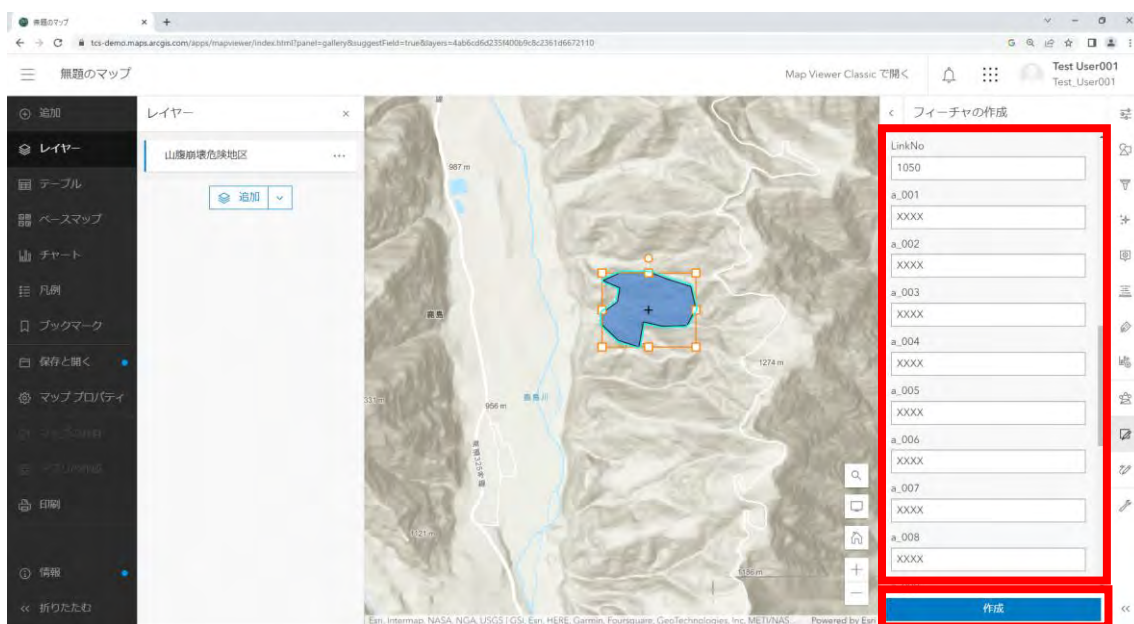 無題のマップ
tcs-demo.maps.arcgis.com/apps/mapviewer/index.html?panel=gallery&suggestField=true&layers=4ab6cd6d235f400b9c8c2361d6672110
無題のマップ
Map Viewer Classic で開く
Test User001
Test_User001
追加
レイヤー
テーブル
ベースマップ
チャート
凡例
ブックマーク
保存と開く
マップ プロパティ
印刷
情報
折りたたむ
レイヤー
山腹崩壊危険地区
追加
987 m
956 m
1274 m
1121 m
1186 m
Esri, Intermap, NASA, NGA, USGS | GSI, Esri, HERE, Garmin, Foursquare, GeoTechnologies, Inc, METI/NAS...
Powered by Esri
フィーチャの作成
LinkNo
1050
a_001
XXXX
a_002
XXXX
a_003
XXXX
a_004
XXXX
a_005
XXXX
a_006
XXXX
a_007
XXXX
a_008
XXXX
作成